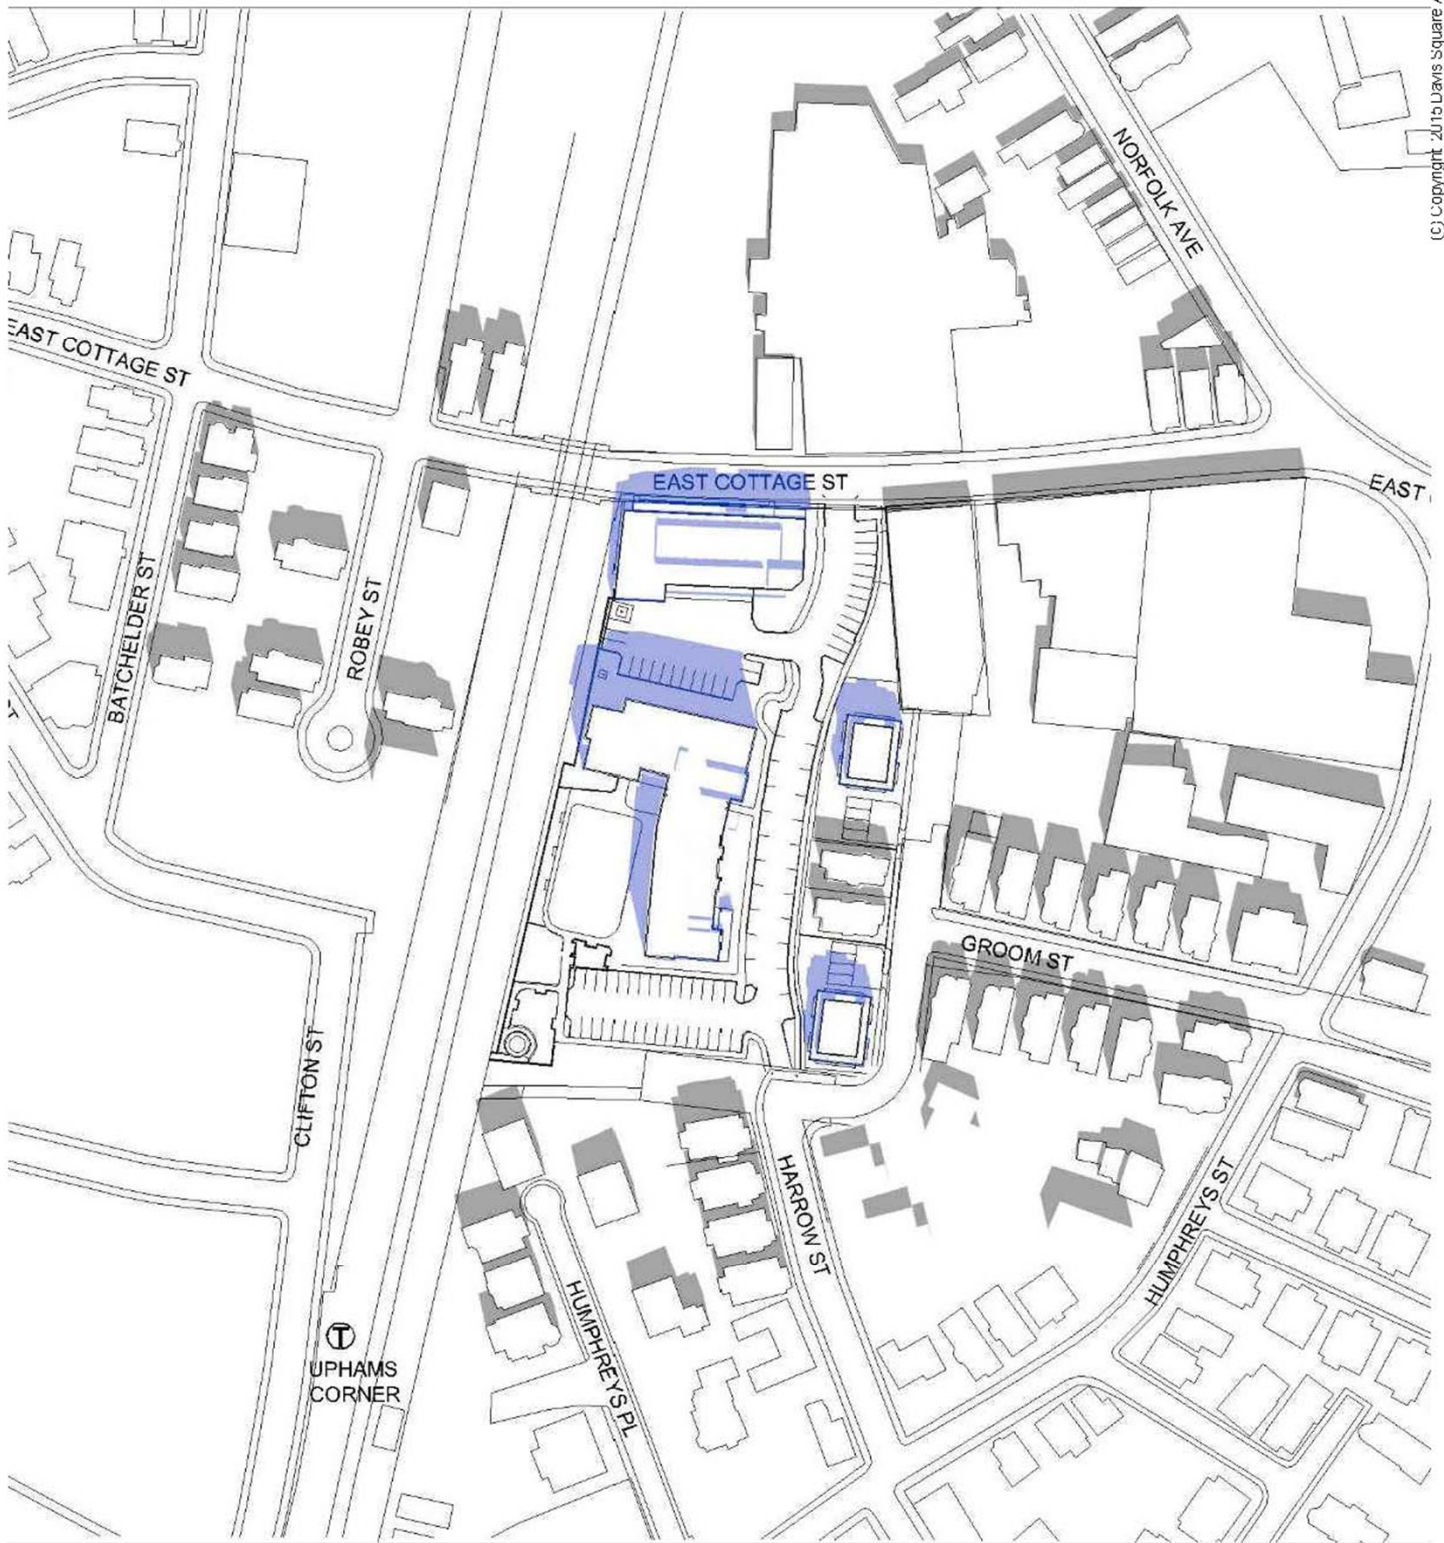 (C) Copyright 2015 Davis Square
NORFOLK AVE
EAST COTTAGE ST
EAST COTTAGE ST
EAST
BATCHELDER ST
ROBEY ST
GROOM ST
CLIFTON ST
HARROW ST
HUMPHREYS ST
HUMPHREYS PL
T
UPHAMS
CORNER